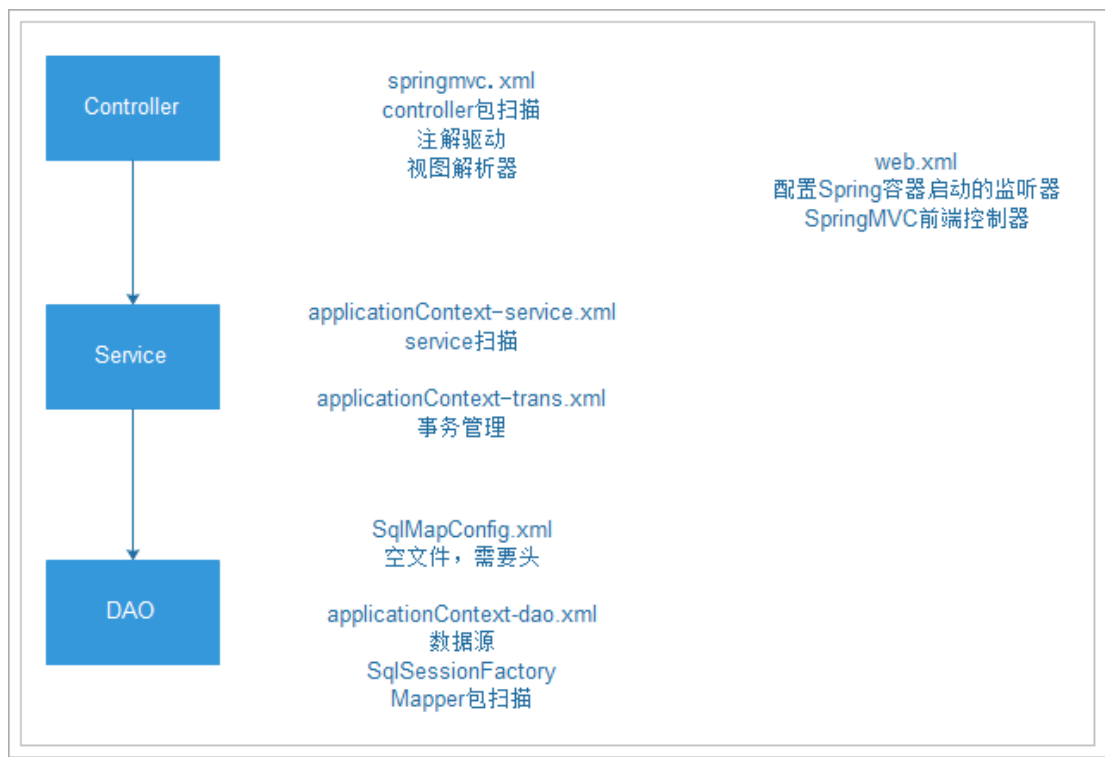 Controller
springmvc.xml
controller包扫描
注解驱动
视图解析器
web.xml
配置Spring容器启动的监听器
SpringMVC前端控制器
Service
applicationContext-service.xml
service扫描
applicationContext-trans.xml
事务管理
DAO
SqlMapConfig.xml
空文件，需要头
applicationContext-dao.xml
数据源
SqlSessionFactory
Mapper包扫描